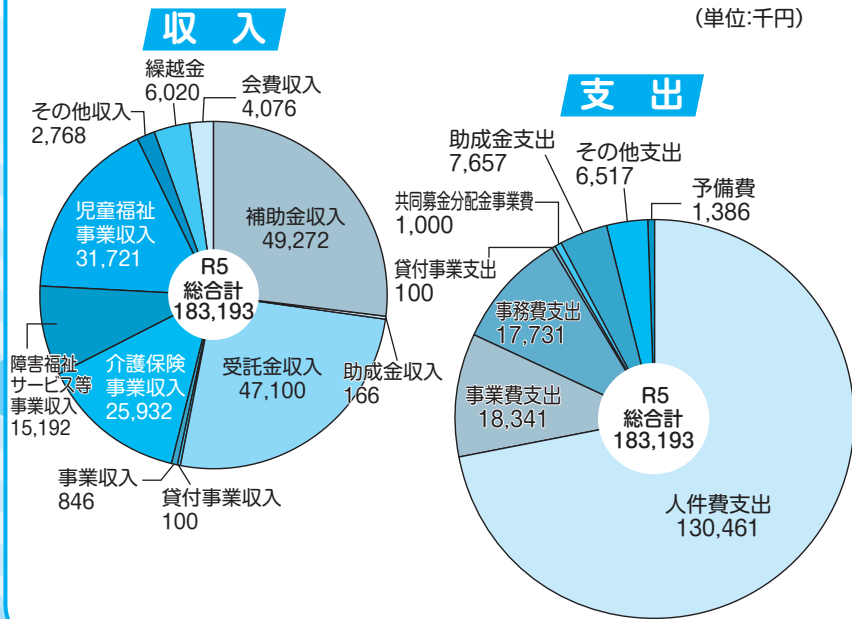 (単位:千円)
収 入
繰越金
6,020
会費収入
4,076
その他収入
2,768
児童福祉
事業収入
31,721
補助金収入
49,272
R5
総合計
183,193
障害福祉
サービス等
事業収入
15,192
介護保険
事業収入
25,932
受託金収入
47,100
助成金収入
166
事業収入
846
貸付事業収入
100
支 出
助成金支出
7,657
その他支出
6,517
予備費
1,386
共同募金分配金事業費
1,000
貸付事業支出
100
事務費支出
17,731
事業費支出
18,341
R5
総合計
183,193
人件費支出
130,461